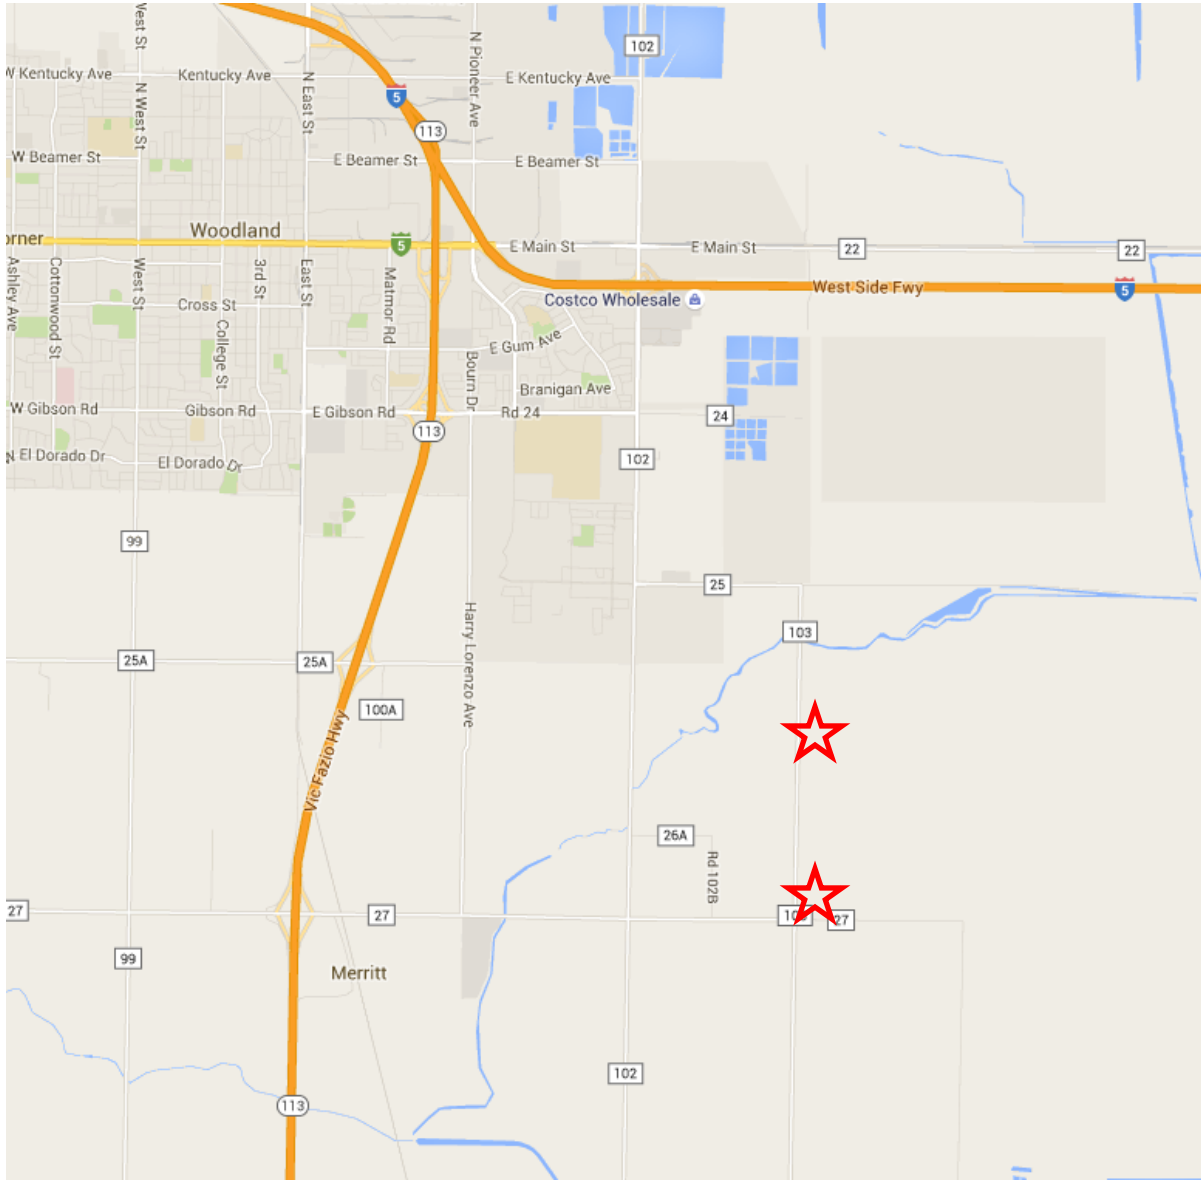 West St
N Pioneer Ave
102
W Kentucky Ave
Kentucky Ave
E Kentucky Ave
N West St
N East St
5
113
W Beamer St
E Beamer St
E Beamer St
Woodland
orner
5
E Main St
E Main St
22
22
Ashley Ave
Cottonwood St
West St
3rd St
East St
Matmor Rd
West Side Fwy
5
Costco Wholesale
Cross St
College St
E Gum Ave
Bourn Dr
Branigan Ave
W Gibson Rd
Gibson Rd
E Gibson Rd
Rd 24
24
113
N
El Dorado Dr
El Dorado Dr
102
99
25
Harry Lorenzo Ave
103
25A
25A
100A
Vic Fazio Hwy
26A
Rd 102B
27
27
27
99
Merritt
102
113